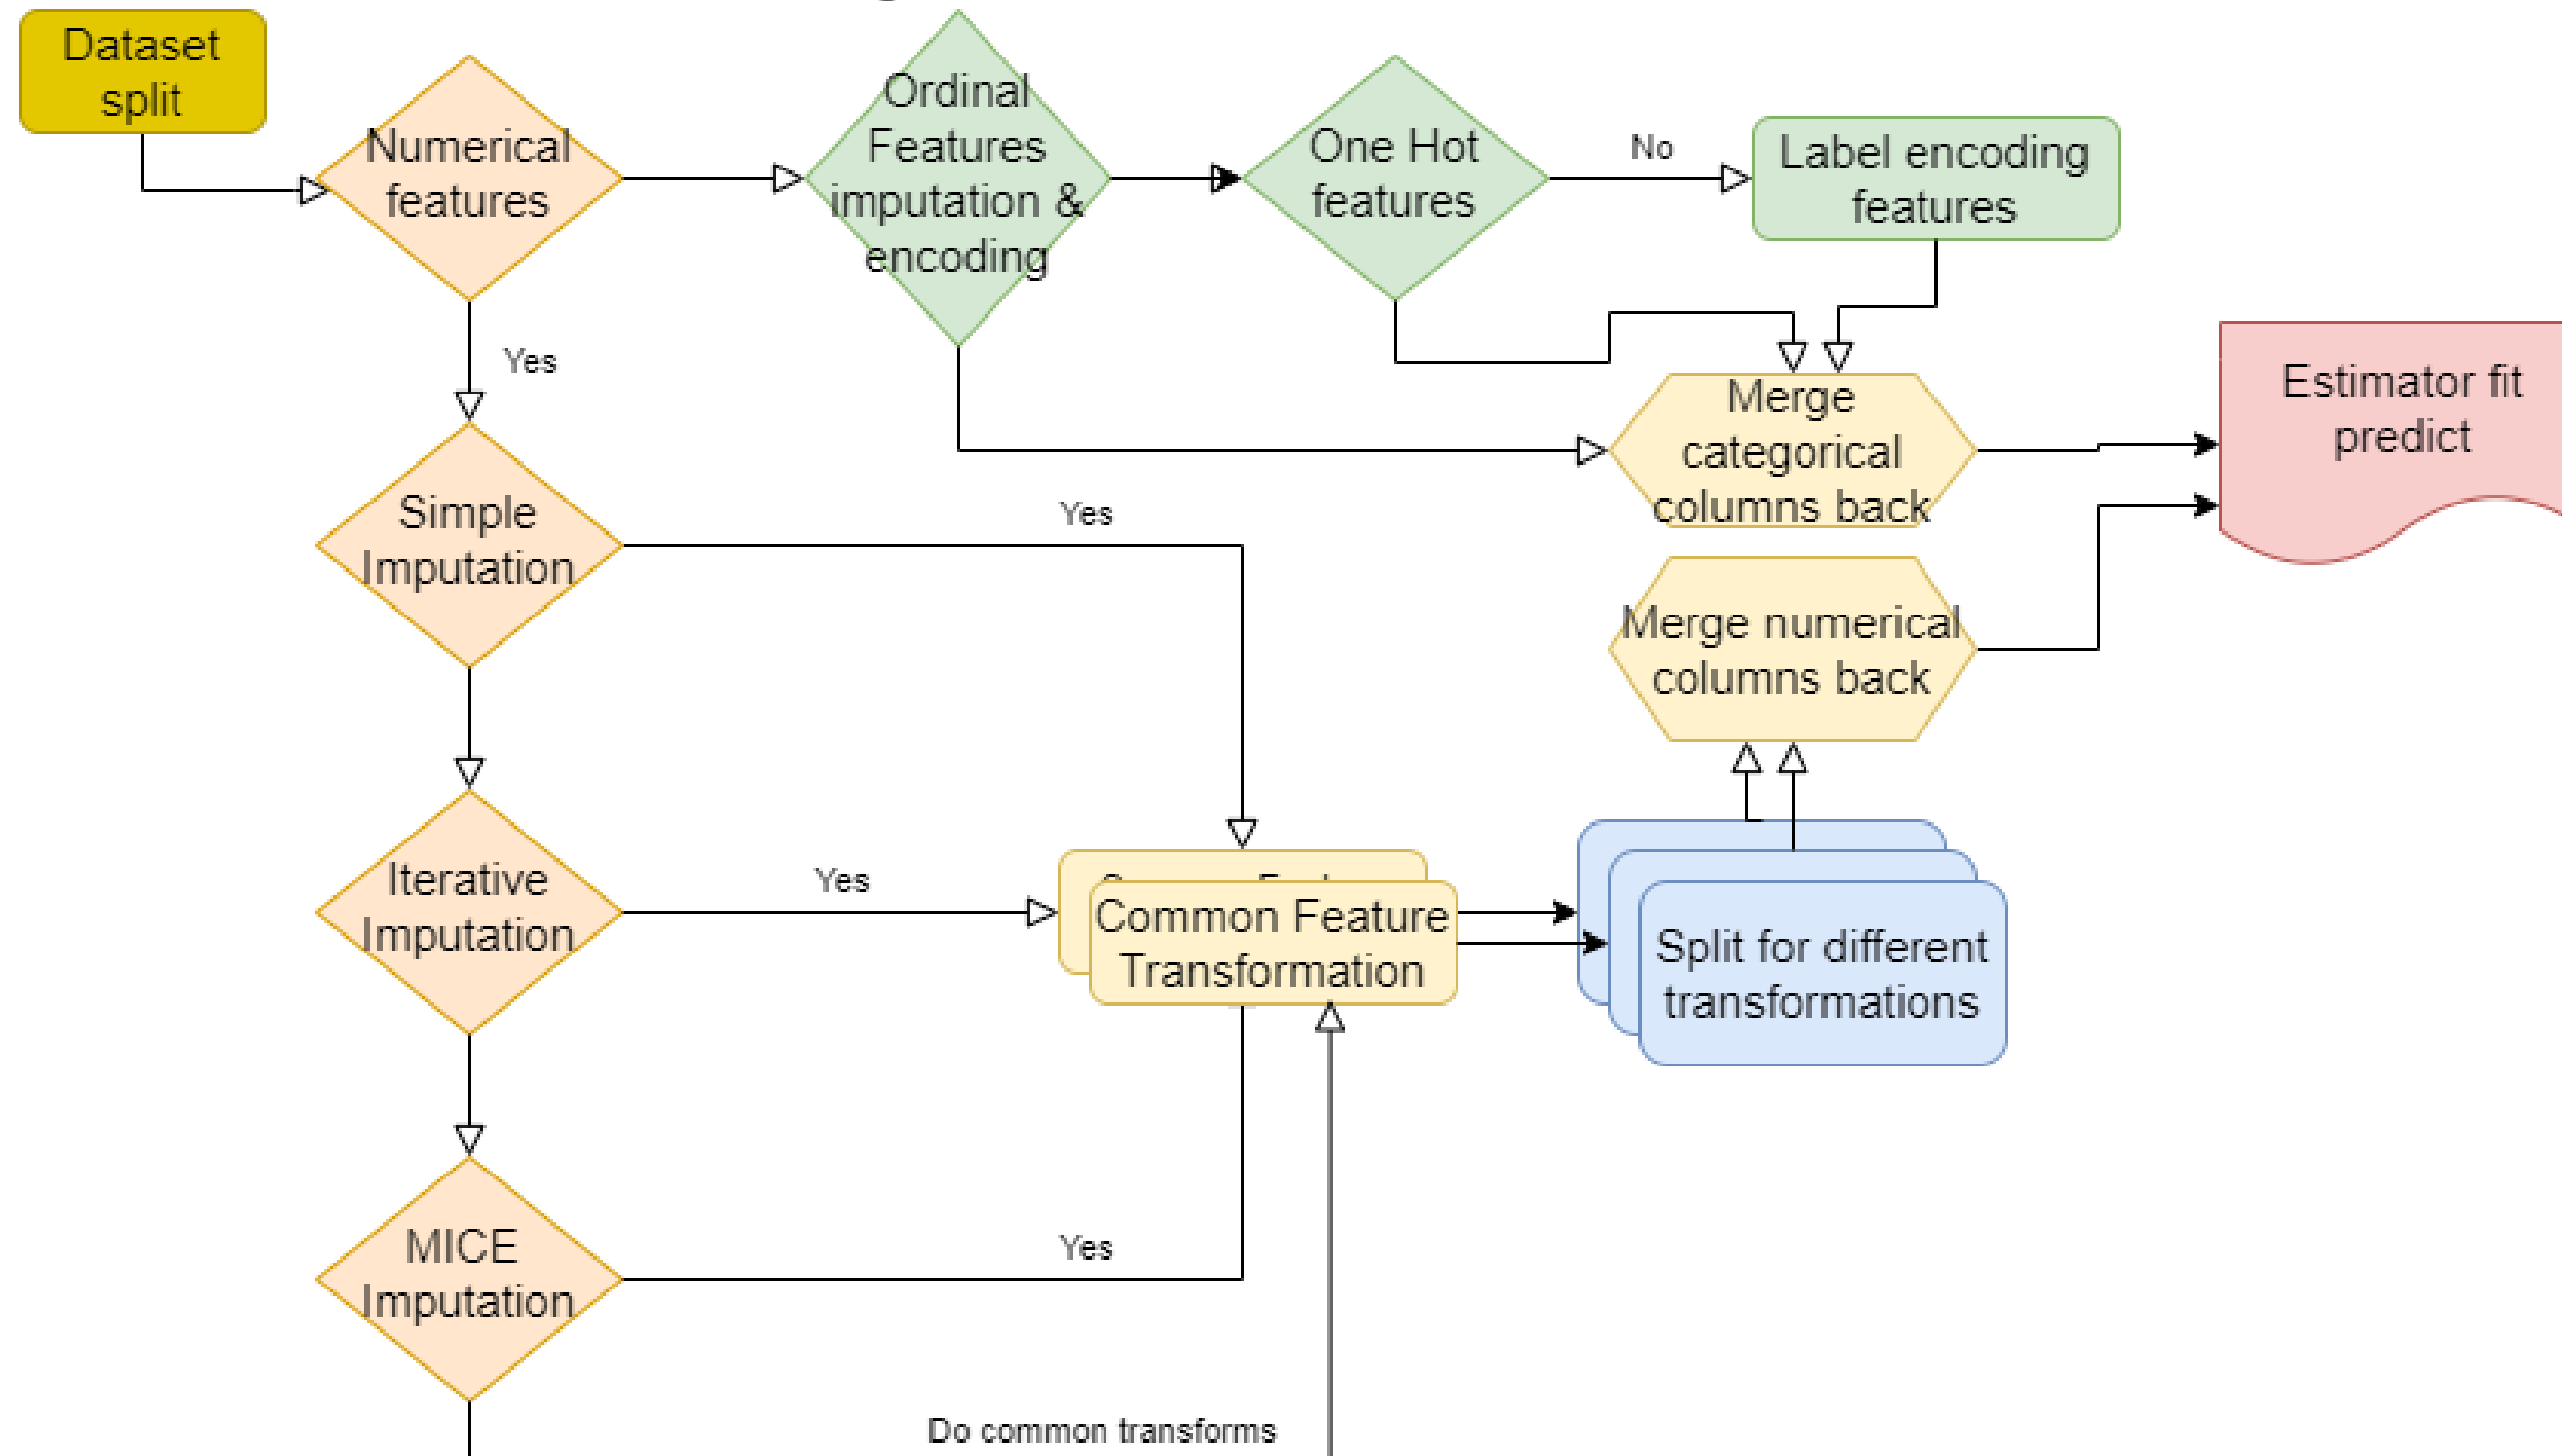 Dataset
split
Numerical
features
Ordinal
Features
imputation &
encoding
One Hot
features
No
Label encoding
features
Yes
Merge
categorical
columns back
Estimator fit
predict
Simple
Imputation
Yes
Merge numerical
columns back
Iterative
Imputation
Yes
Common Feature
Transformation
Split for different
transformations
MICE
Imputation
Yes
Do common transforms